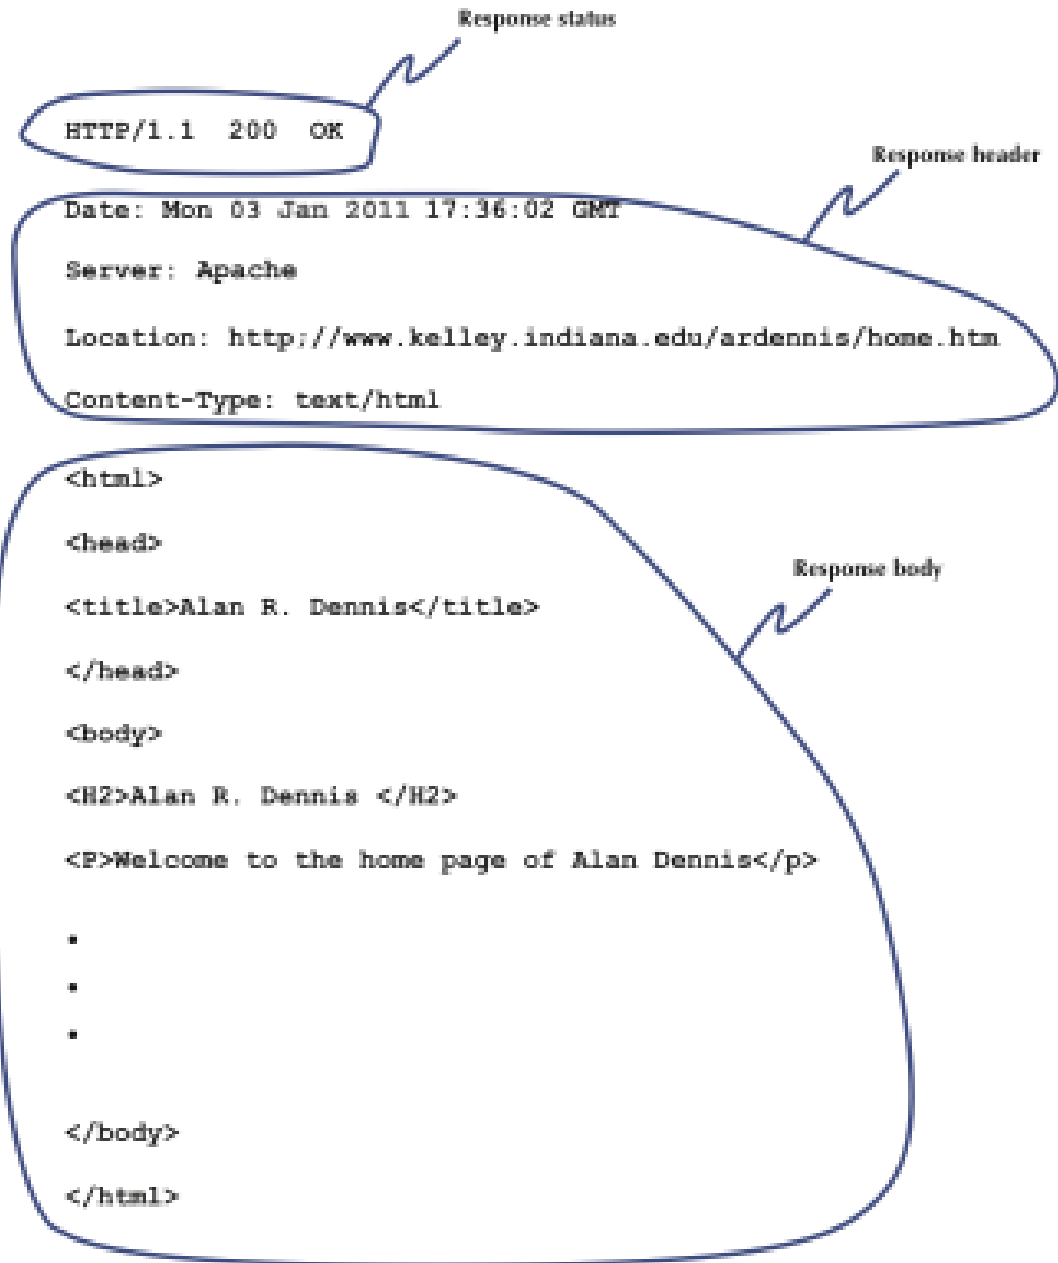 Response status
HTTP/1.1 200 OK
Response header
Date: Mon 03 Jan 2011 17:36:02 GMT
Server: Apache
Location: http://www.kelley.indiana.edu/ardennis/home.htm
Content-Type: text/html
<html>
<head>
Response body
<title>Alan R. Dennis</title>
</head>
<body>
<H2>Alan R. Dennis </H2>
<P>Welcome to the home page of Alan Dennis</p>
•
•
•
</body>
</html>